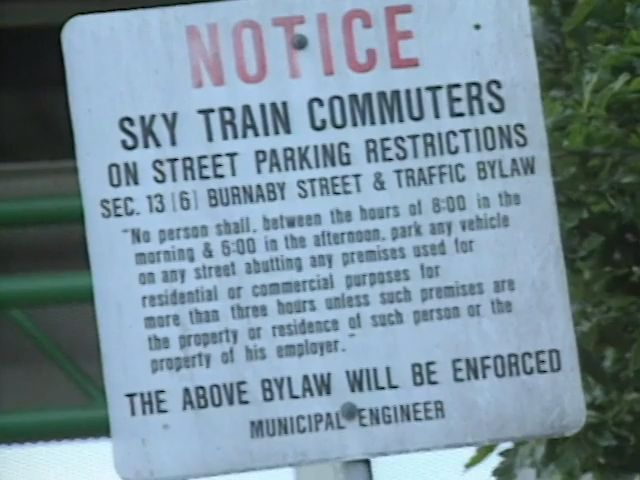 NOTICE
SKY TRAIN COMMUTERS
ON STREET PARKING RESTRICTIONS
SEC. 13 (6) BURNABY STREET & TRAFFIC BYLAW
"No person shall, between the hours of 8:00 in the
morning & 6:00 in the afternoon, park any vehicle
on any street abutting any premises used for
residential or commercial purposes for
more than three hours unless such premises are
the property or residence of such person or the
property of his employer."
THE ABOVE BYLAW WILL BE ENFORCED
MUNICIPAL ENGINEER